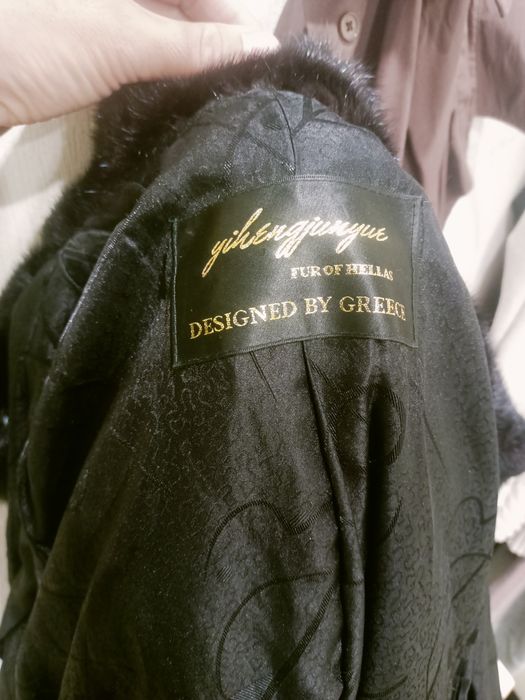 yihengjunyue
FUR OF HELLAS
DESIGNED BY GREECE